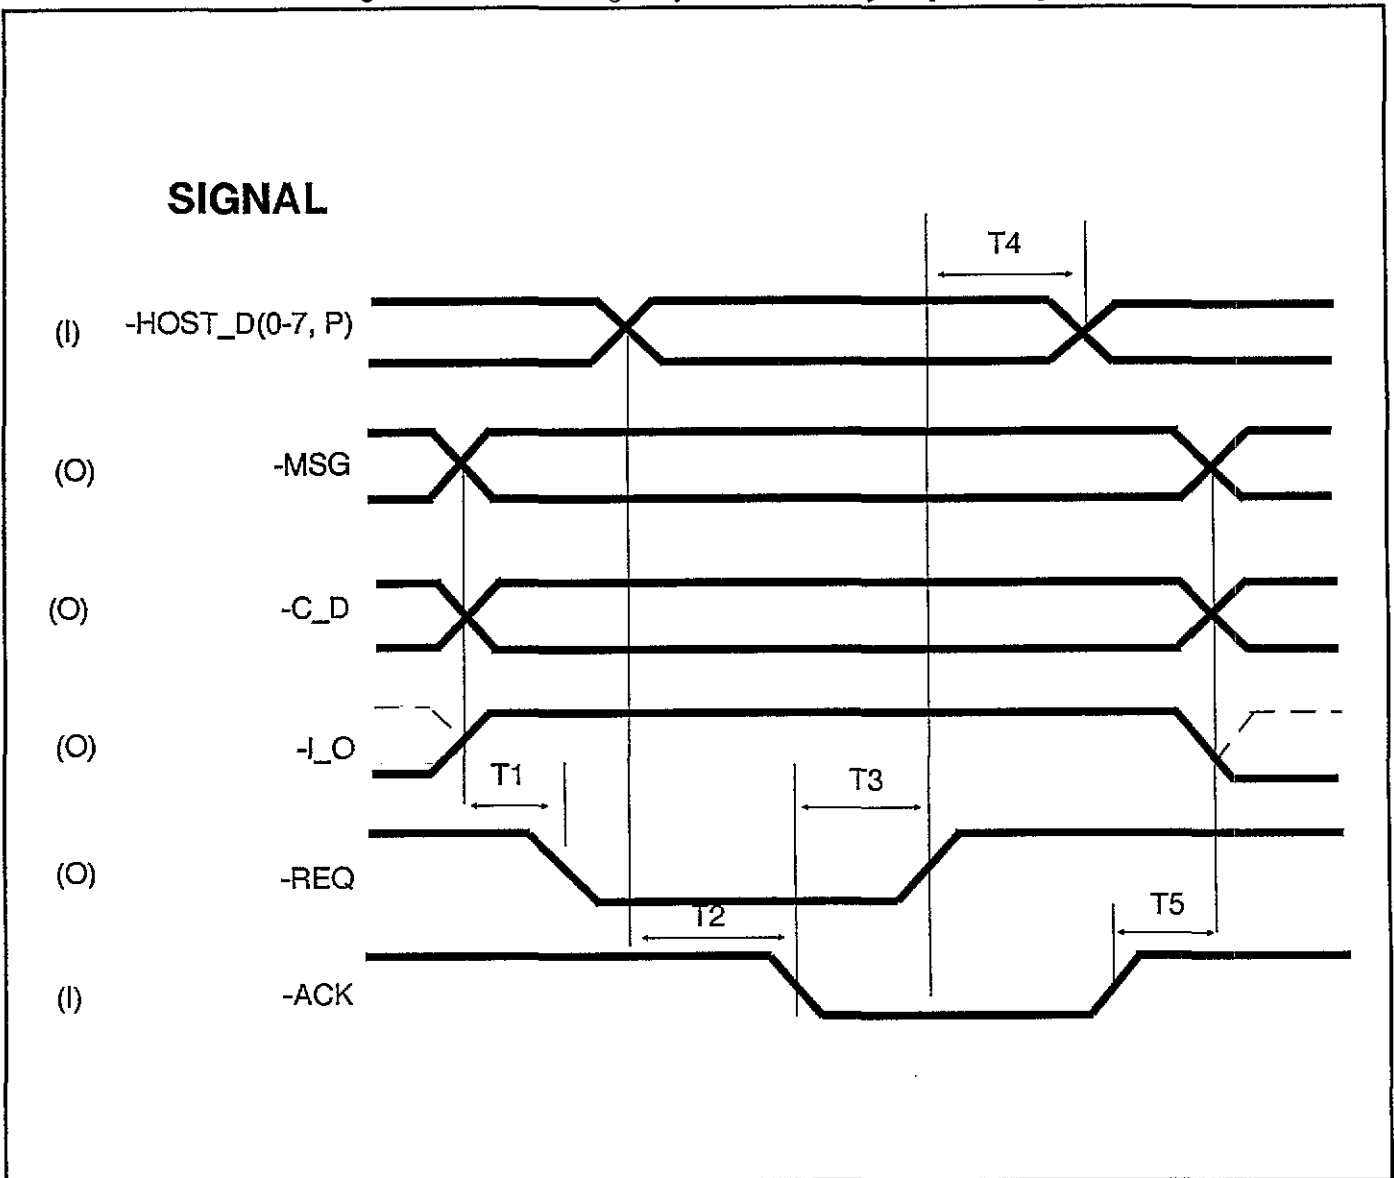 SIGNAL
T4
(I) -HOST_D(0-7, P)
(O) -MSG
(O) -C_D
(O) -I_O
T1 T3
(O) -REQ
T2 T5
(I) -ACK